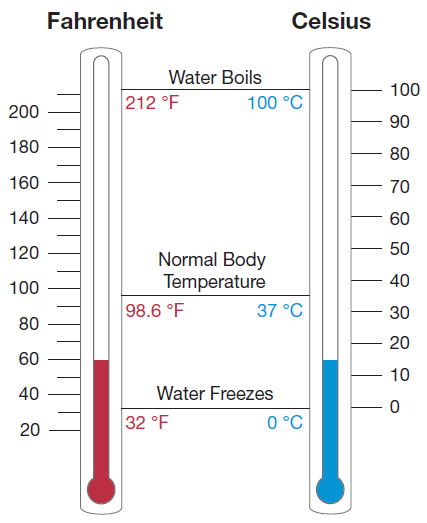 Fahrenheit
Celsius
Water Boils
212 °F
100 °C
Normal Body
Temperature
98.6 °F
37 °C
Water Freezes
32 °F
0 °C
200
180
160
140
120
100
80
60
40
20
100
90
80
70
60
50
40
30
20
10
0